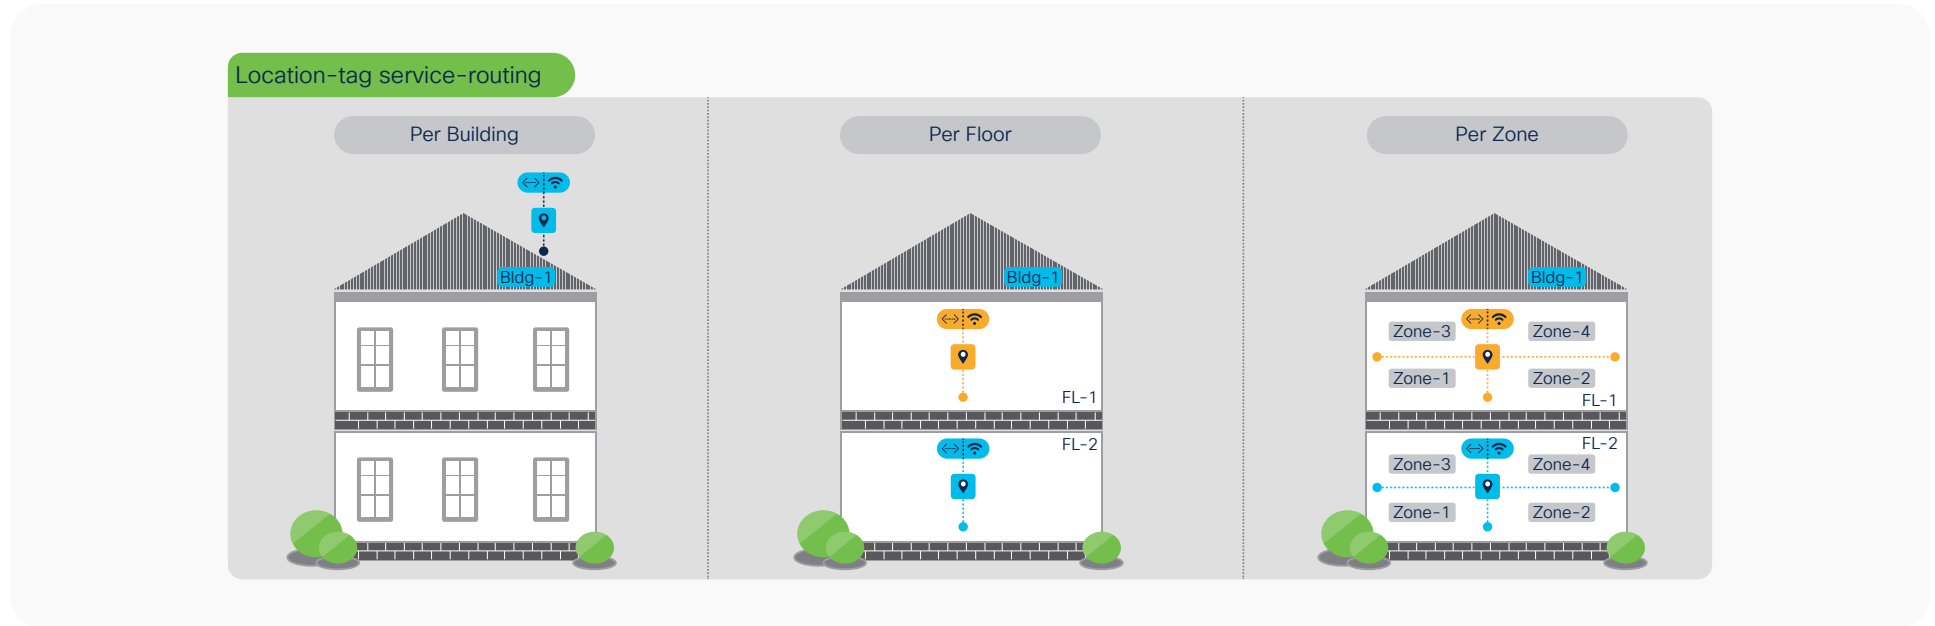 Location-tag service-routing
Per Building
Bldg-1
Per Floor
Bldg-1
FL-1
FL-2
Per Zone
Bldg-1
Zone-3
Zone-4
Zone-1
Zone-2
FL-1
FL-2
Zone-3
Zone-4
Zone-1
Zone-2